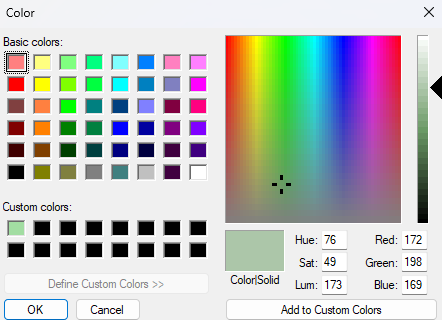 Color
Basic colors:
Custom colors:
Define Custom Colors >>
OK Cancel
Color|Solid
Hue: 76 Red: 172
Sat: 49 Green: 198
Lum: 173 Blue: 169
Add to Custom Colors